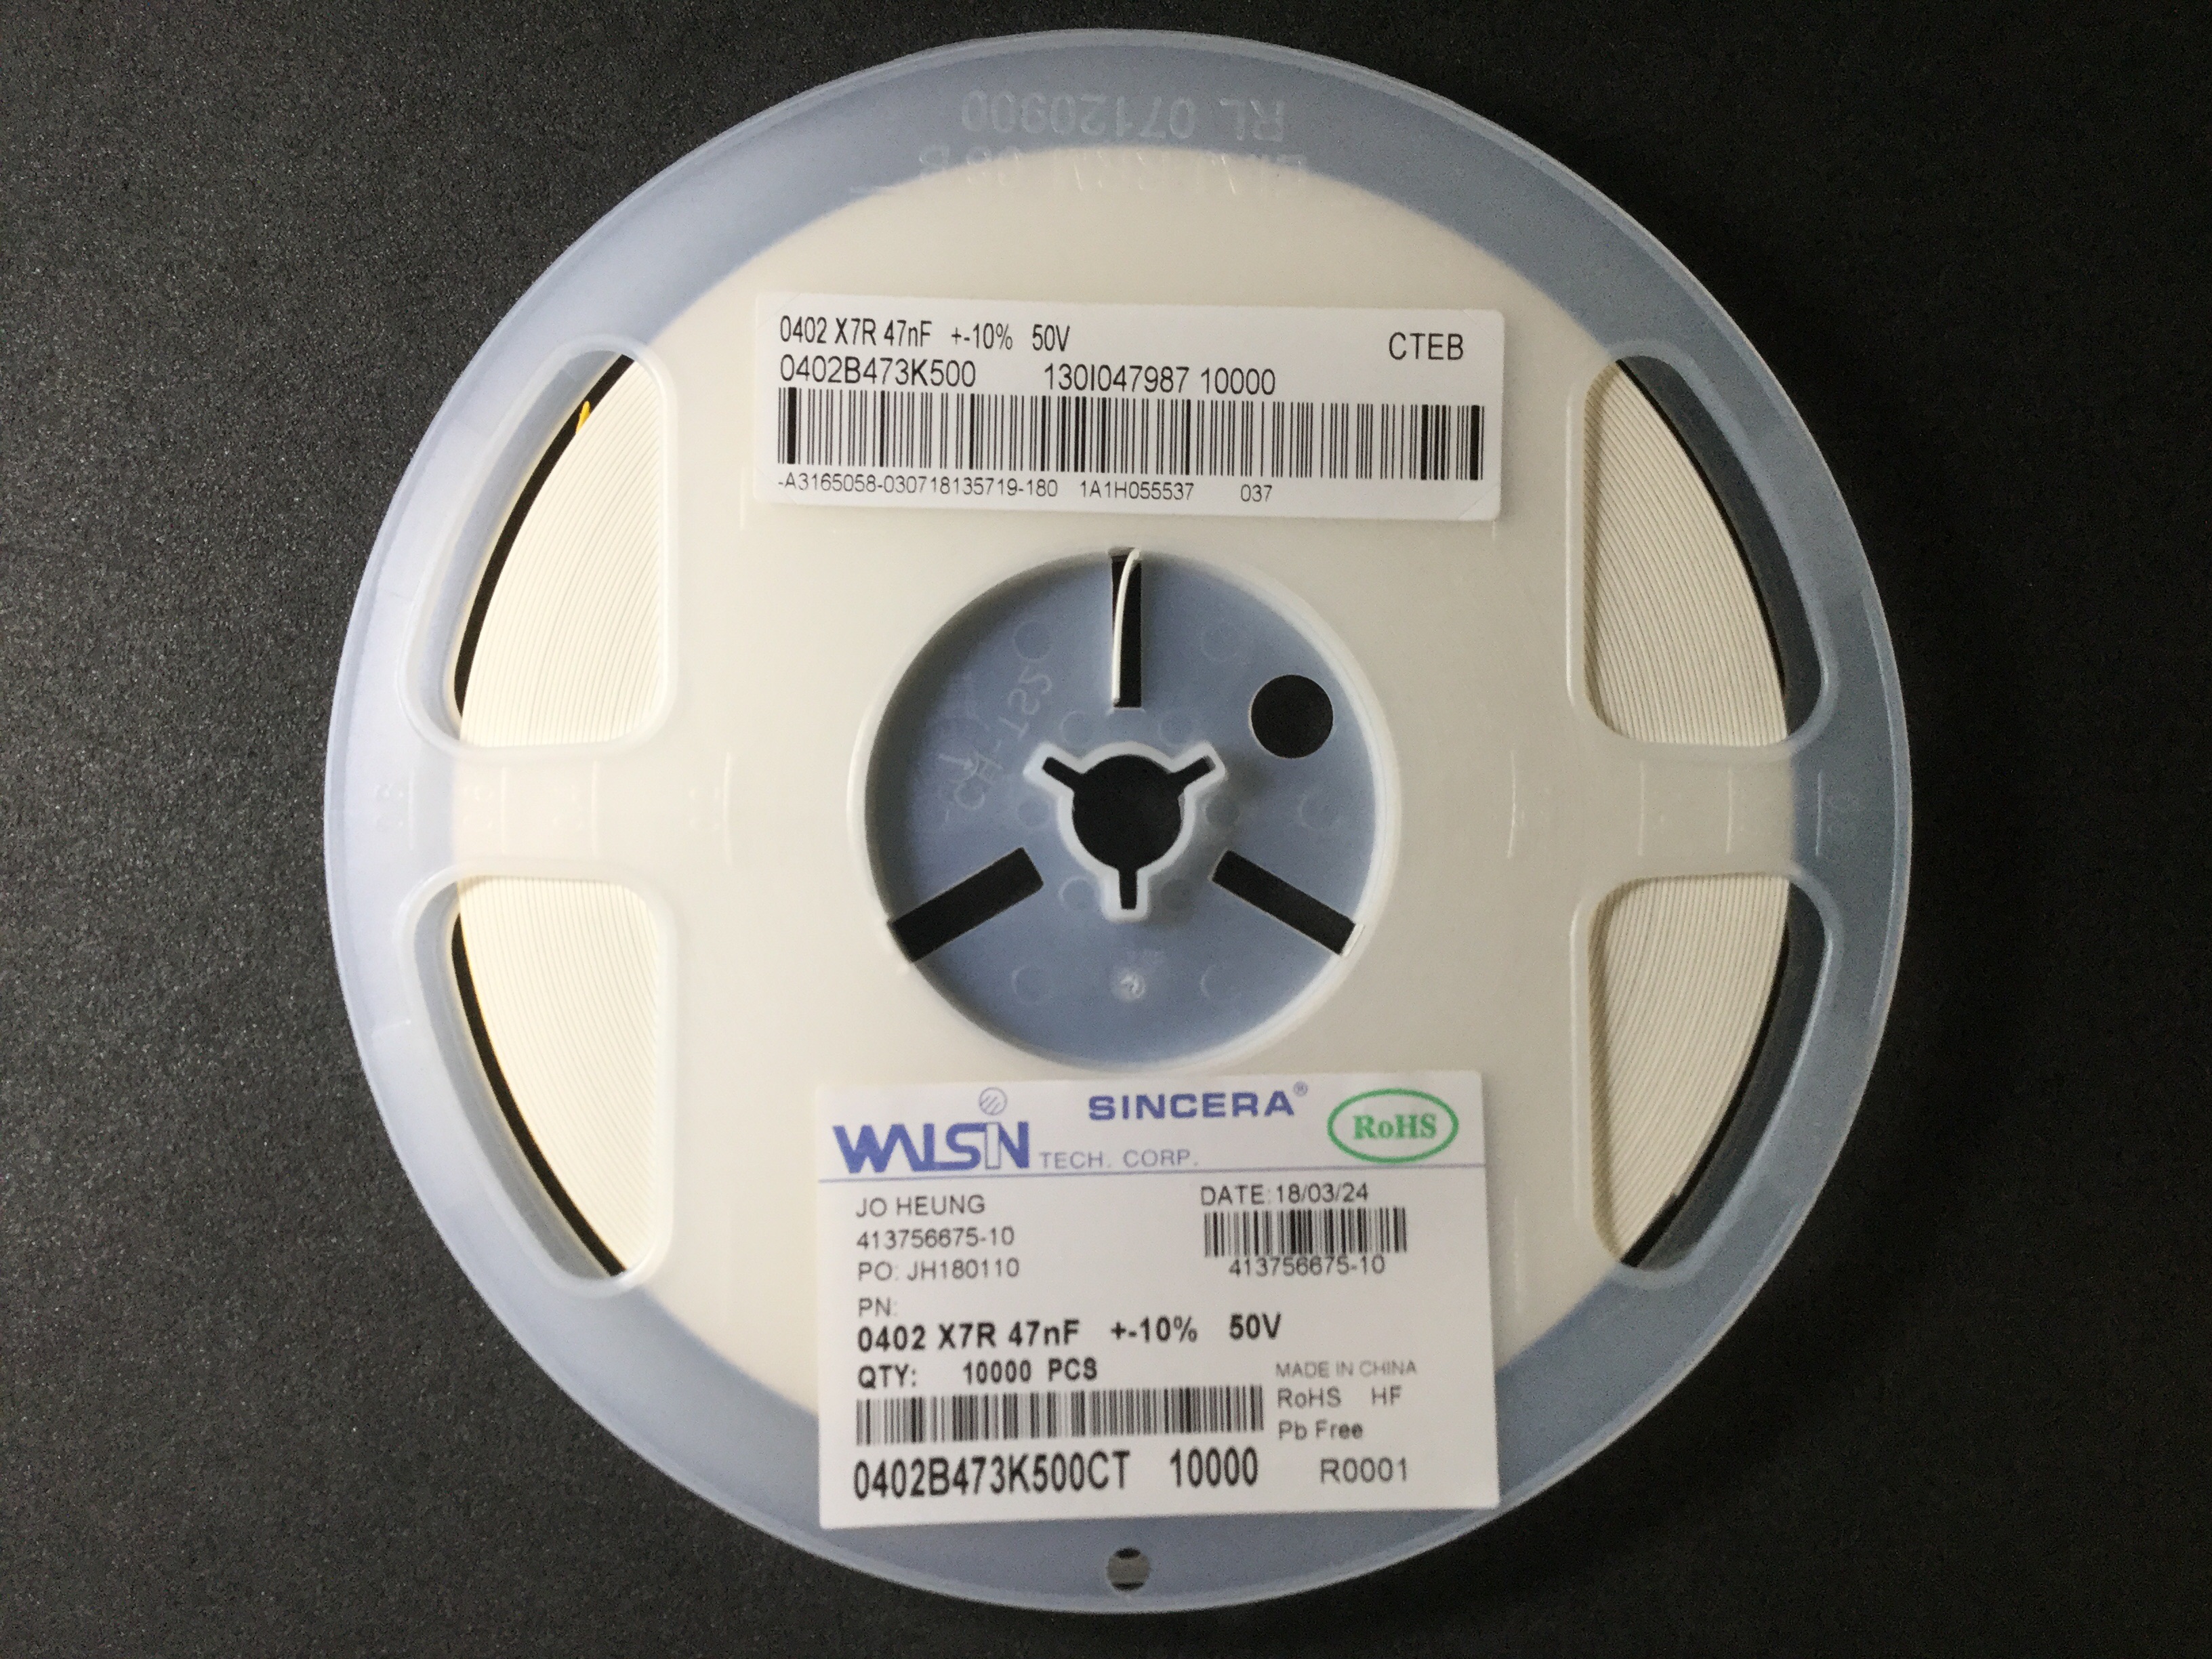 RL 07120900
0402 X7R 47nF +-10% 50V CTEB
0402B473K500 130I047987 10000
-A3165058-030718135719-180 1A1H055537 037
CH-TS2
WALSIN TECH. CORP. SINCERA® RoHS
JO HEUNG DATE:18/03/24
413756675-10
413756675-10
PO: JH180110
PN:
0402 X7R 47nF +-10% 50V
QTY: 10000 PCS MADE IN CHINA
RoHS HF
Pb Free
0402B473K500CT 10000 R0001